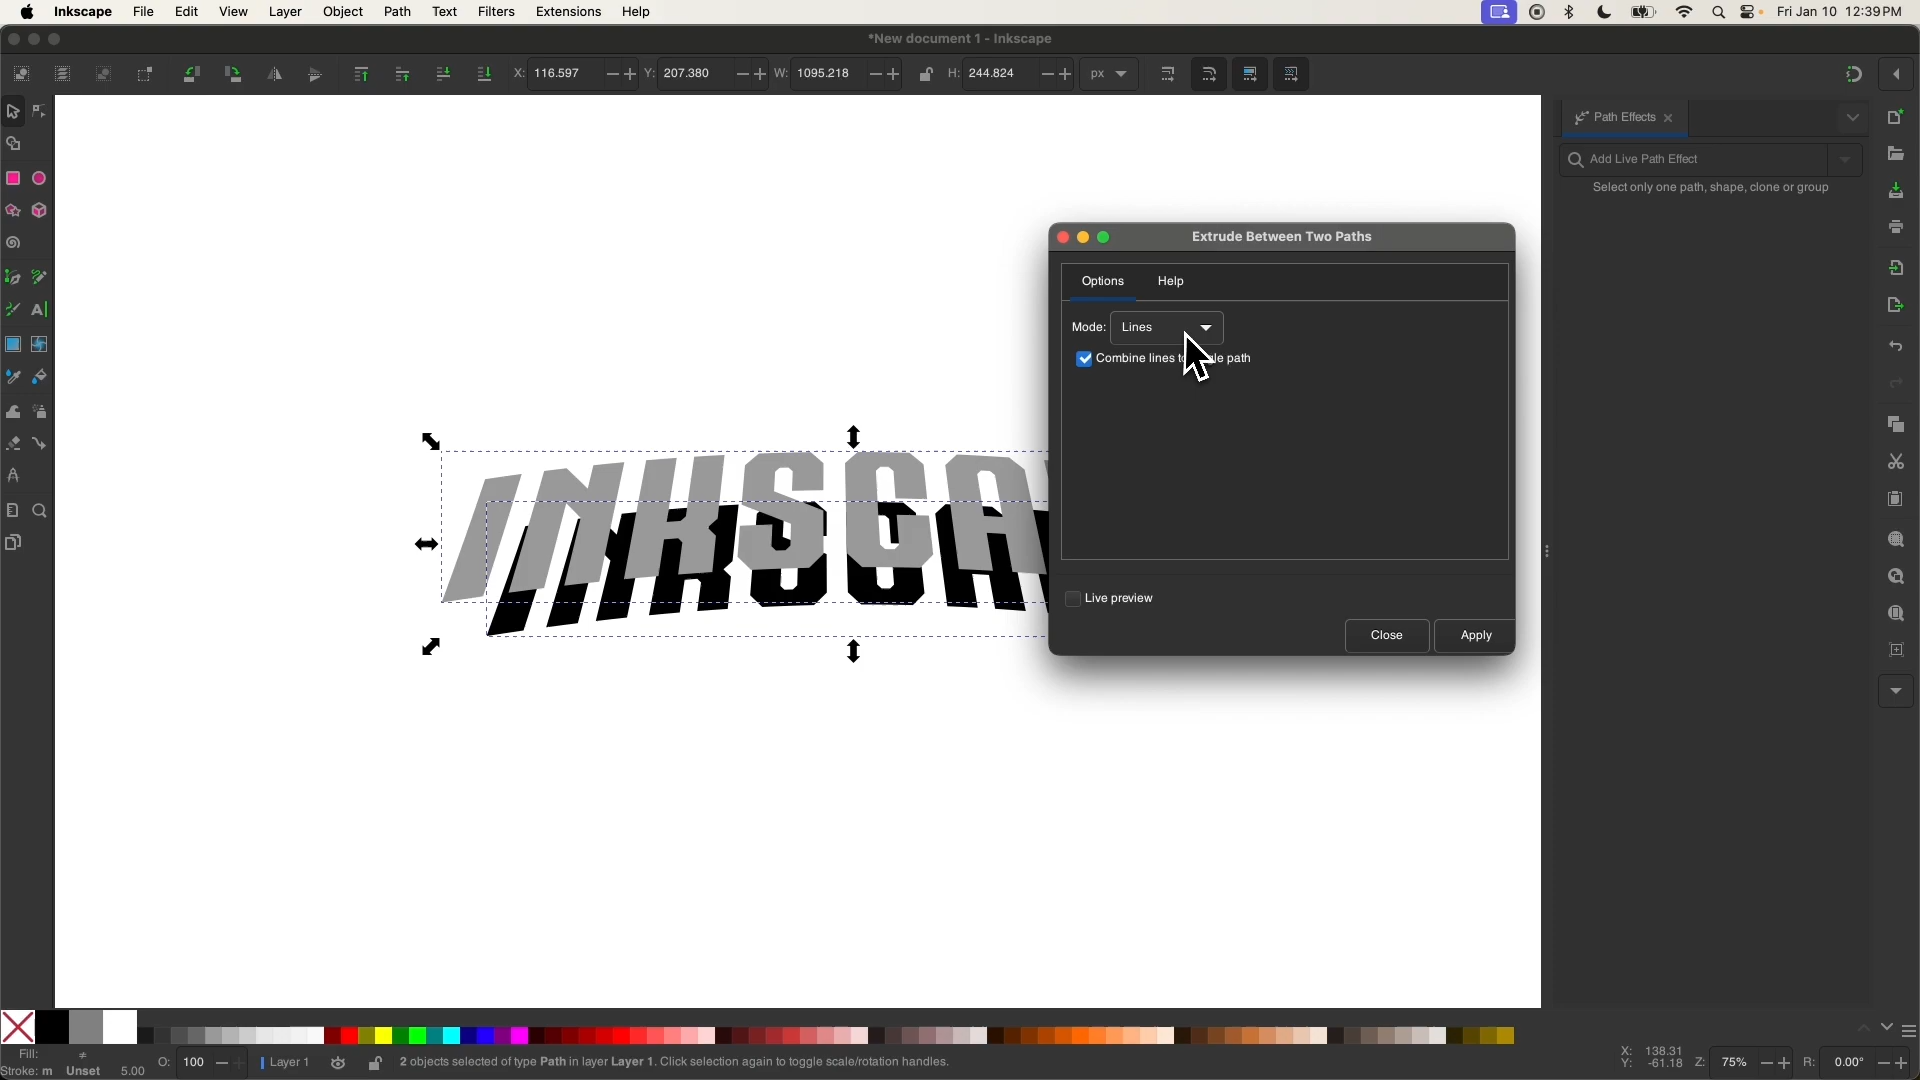 Inkscape File Edit View Layer Object Path Text Filters Extensions Help Fri Jan 10 12:39 PM
*New document 1 - Inkscape
X: 116.597 Y: 207.380 W: 1095.218 H: 244.824 px
Path Effects
Add Live Path Effect
Select only one path, shape, clone or group
Extrude Between Two Paths
Options Help
Mode: Lines
Combine lines to path
INKSCA
INKSCA
Live preview
Close Apply
Fill:
Stroke: m Unset 5.00
O: 100
Layer 1
2 objects selected of type Path in layer Layer 1. Click selection again to toggle scale/rotation handles.
X: 138.31
Y: -61.18
Z: 75% R: 0.00°